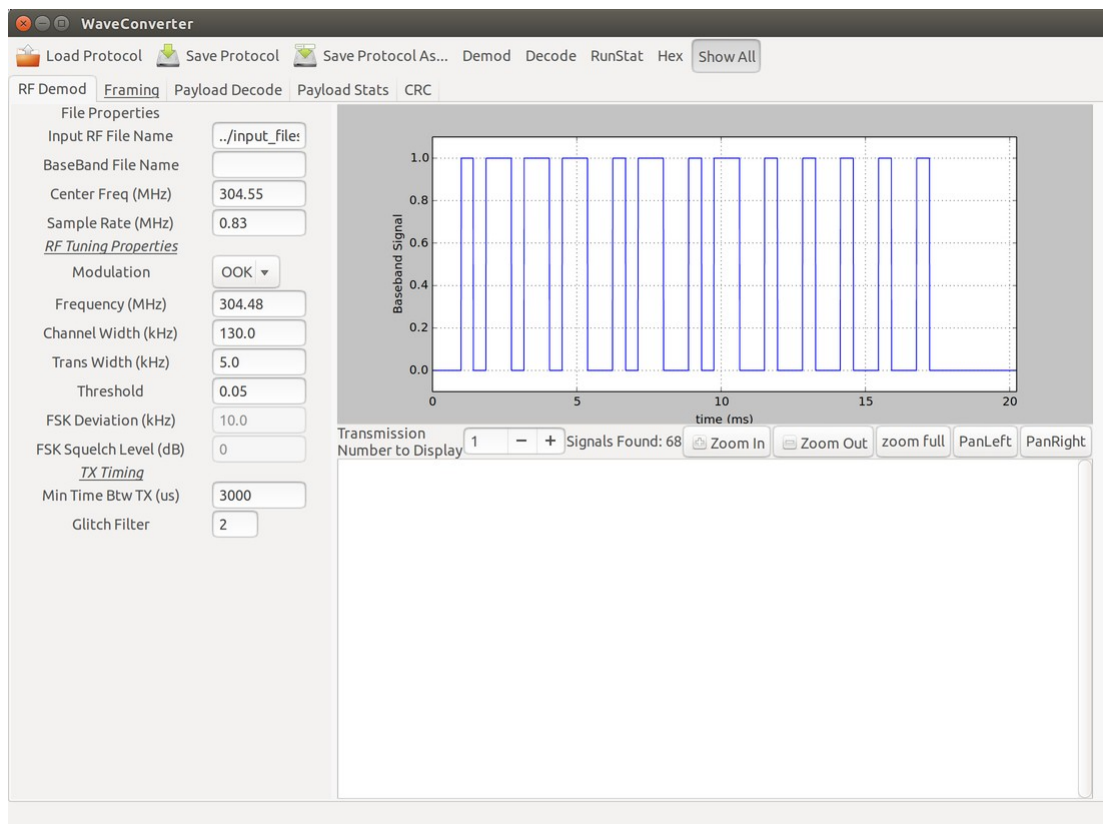 WaveConverter
Load Protocol Save Protocol Save Protocol As... Demod Decode RunStat Hex Show All
RF Demod Framing Payload Decode Payload Stats CRC
File Properties
Input RF File Name ../input_files
BaseBand File Name
Center Freq (MHz) 304.55
Sample Rate (MHz) 0.83
RF Tuning Properties
Modulation OOK
Frequency (MHz) 304.48
Channel Width (kHz) 130.0
Trans Width (kHz) 5.0
Threshold 0.05
FSK Deviation (kHz) 10.0
FSK Squelch Level (dB) 0
TX Timing
Min Time Btw TX (us) 3000
Glitch Filter 2
Baseband Signal
1.0
0.8
0.6
0.4
0.2
0.0
0 5 10 15 20
time (ms)
Transmission
Number to Display 1 − + Signals Found: 68 Zoom In Zoom Out zoom full PanLeft PanRight